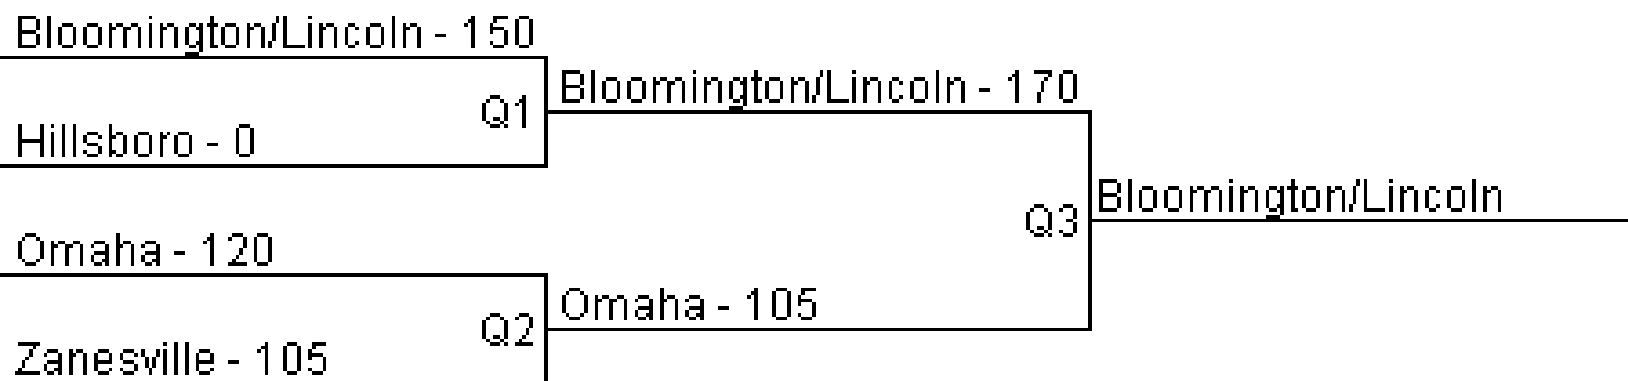 Bloomington/Lincoln - 150
Q1
Hillsboro - 0
Bloomington/Lincoln - 170
Omaha - 120
Q2
Zanesville - 105
Omaha - 105
Q3
Bloomington/Lincoln